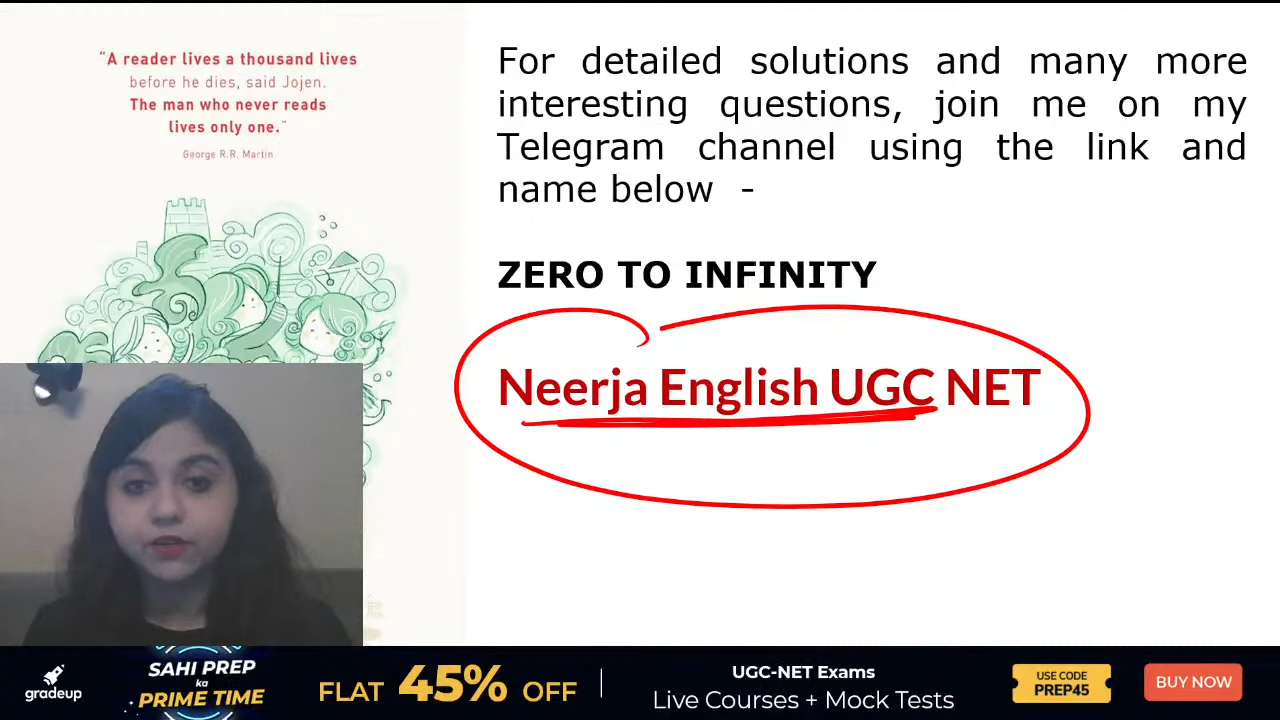 "A reader lives a thousand lives
before he dies, said Jojen.
The man who never reads
lives only one."
George R.R. Martin
For detailed solutions and many more
interesting questions, join me on my
Telegram channel using the link and
name below -
ZERO TO INFINITY
Neerja English UGC NET
gradeup
SAHI PREP
ka
PRIME TIME
FLAT 45% OFF
UGC-NET Exams
Live Courses + Mock Tests
USE CODE
PREP45
BUY NOW